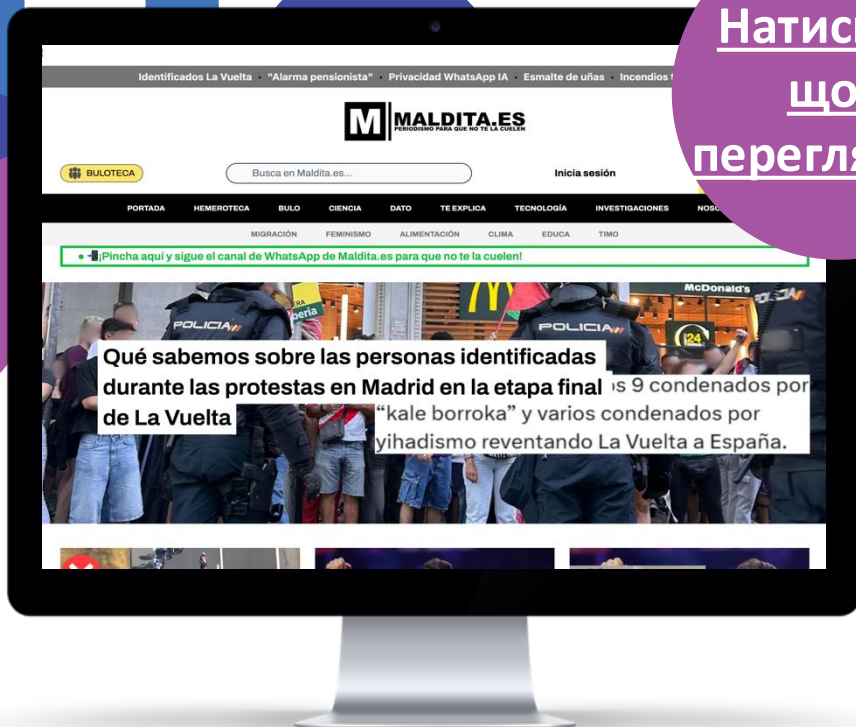 Identificados La Vuelta · "Alarma pensionista" · Privacidad WhatsApp IA · Esmalte de uñas · Incendios
M MALDITA.ES
PERIODISMO PARA QUE NO TE LA CUELEN
BULOTECA
Busca en Maldita.es...
Inicia sesión
PORTADA HEMEROTECA BULO CIENCIA DATO TE EXPLICA TECNOLOGÍA INVESTIGACIONES
MIGRACIÓN FEMINISMO ALIMENTACIÓN CLIMA EDUCA TIMO
• ¡Pincha aquí y sigue el canal de WhatsApp de Maldita.es para que no te la cuelen!
McDonald's
POLICIA
POLICIA
24
Qué sabemos sobre las personas identificadas
durante las protestas en Madrid en la etapa final
de La Vuelta
9 condenados por
“kale borroka” y varios condenados por
yihadismo reventando La Vuelta a España.